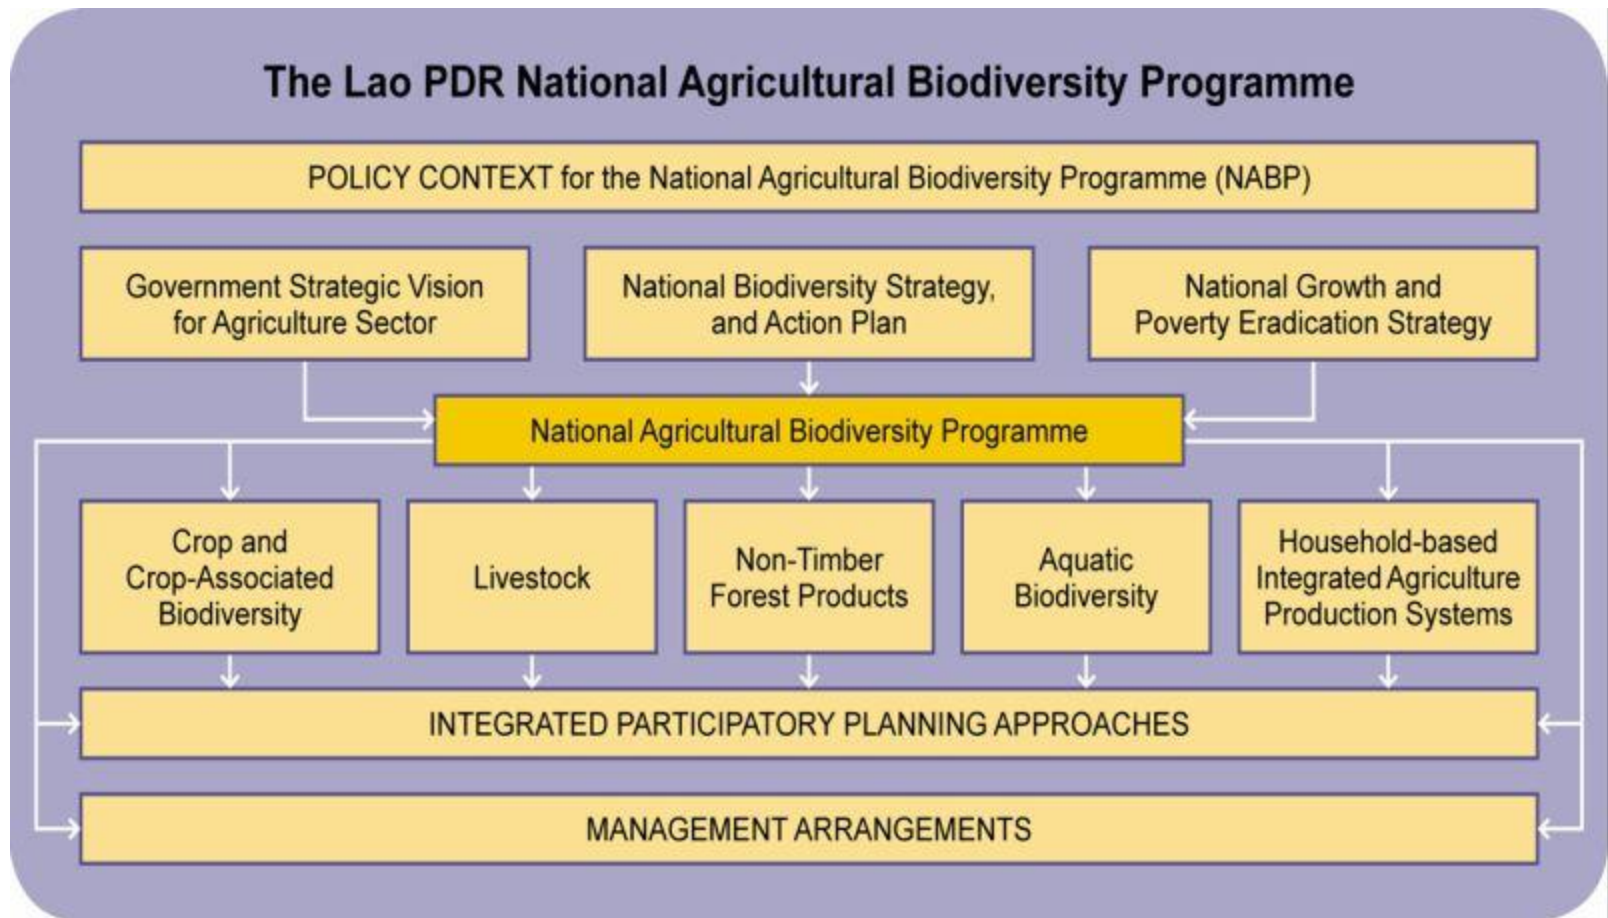 The Lao PDR National Agricultural Biodiversity Programme
POLICY CONTEXT for the National Agricultural Biodiversity Programme (NABP)
Government Strategic Vision
for Agriculture Sector
National Biodiversity Strategy,
and Action Plan
National Growth and
Poverty Eradication Strategy
National Agricultural Biodiversity Programme
Crop and
Crop-Associated
Biodiversity
Livestock
Non-Timber
Forest Products
Aquatic
Biodiversity
Household-based
Integrated Agriculture
Production Systems
INTEGRATED PARTICIPATORY PLANNING APPROACHES
MANAGEMENT ARRANGEMENTS